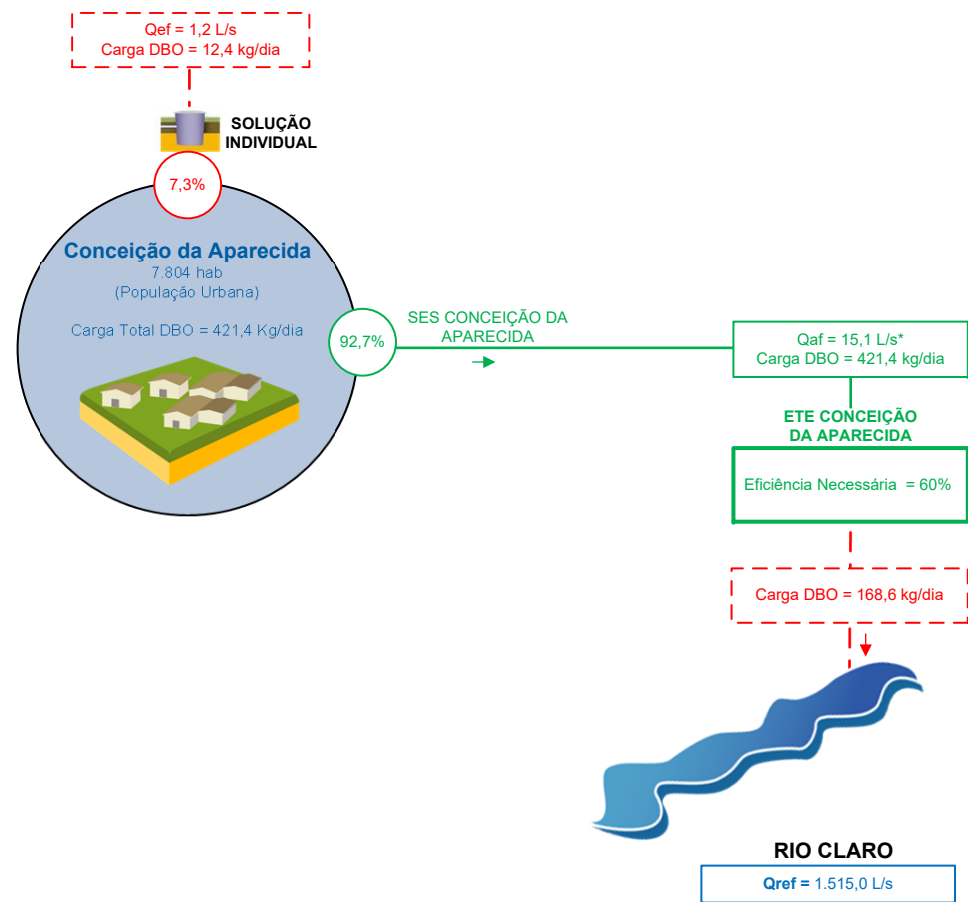 Qef = 1,2 L/s
Carga DBO = 12,4 kg/dia
SOLUÇÃO
INDIVIDUAL
7,3%
Conceição da Aparecida
7.804 hab
(População Urbana)
Carga Total DBO = 421,4 Kg/dia
92,7%
SES CONCEIÇÃO DA
APARECIDA
Qaf = 15,1 L/s*
Carga DBO = 421,4 kg/dia
ETE CONCEIÇÃO
DA APARECIDA
Eficiência Necessária = 60%
Carga DBO = 168,6 kg/dia
RIO CLARO
Qref = 1.515,0 L/s